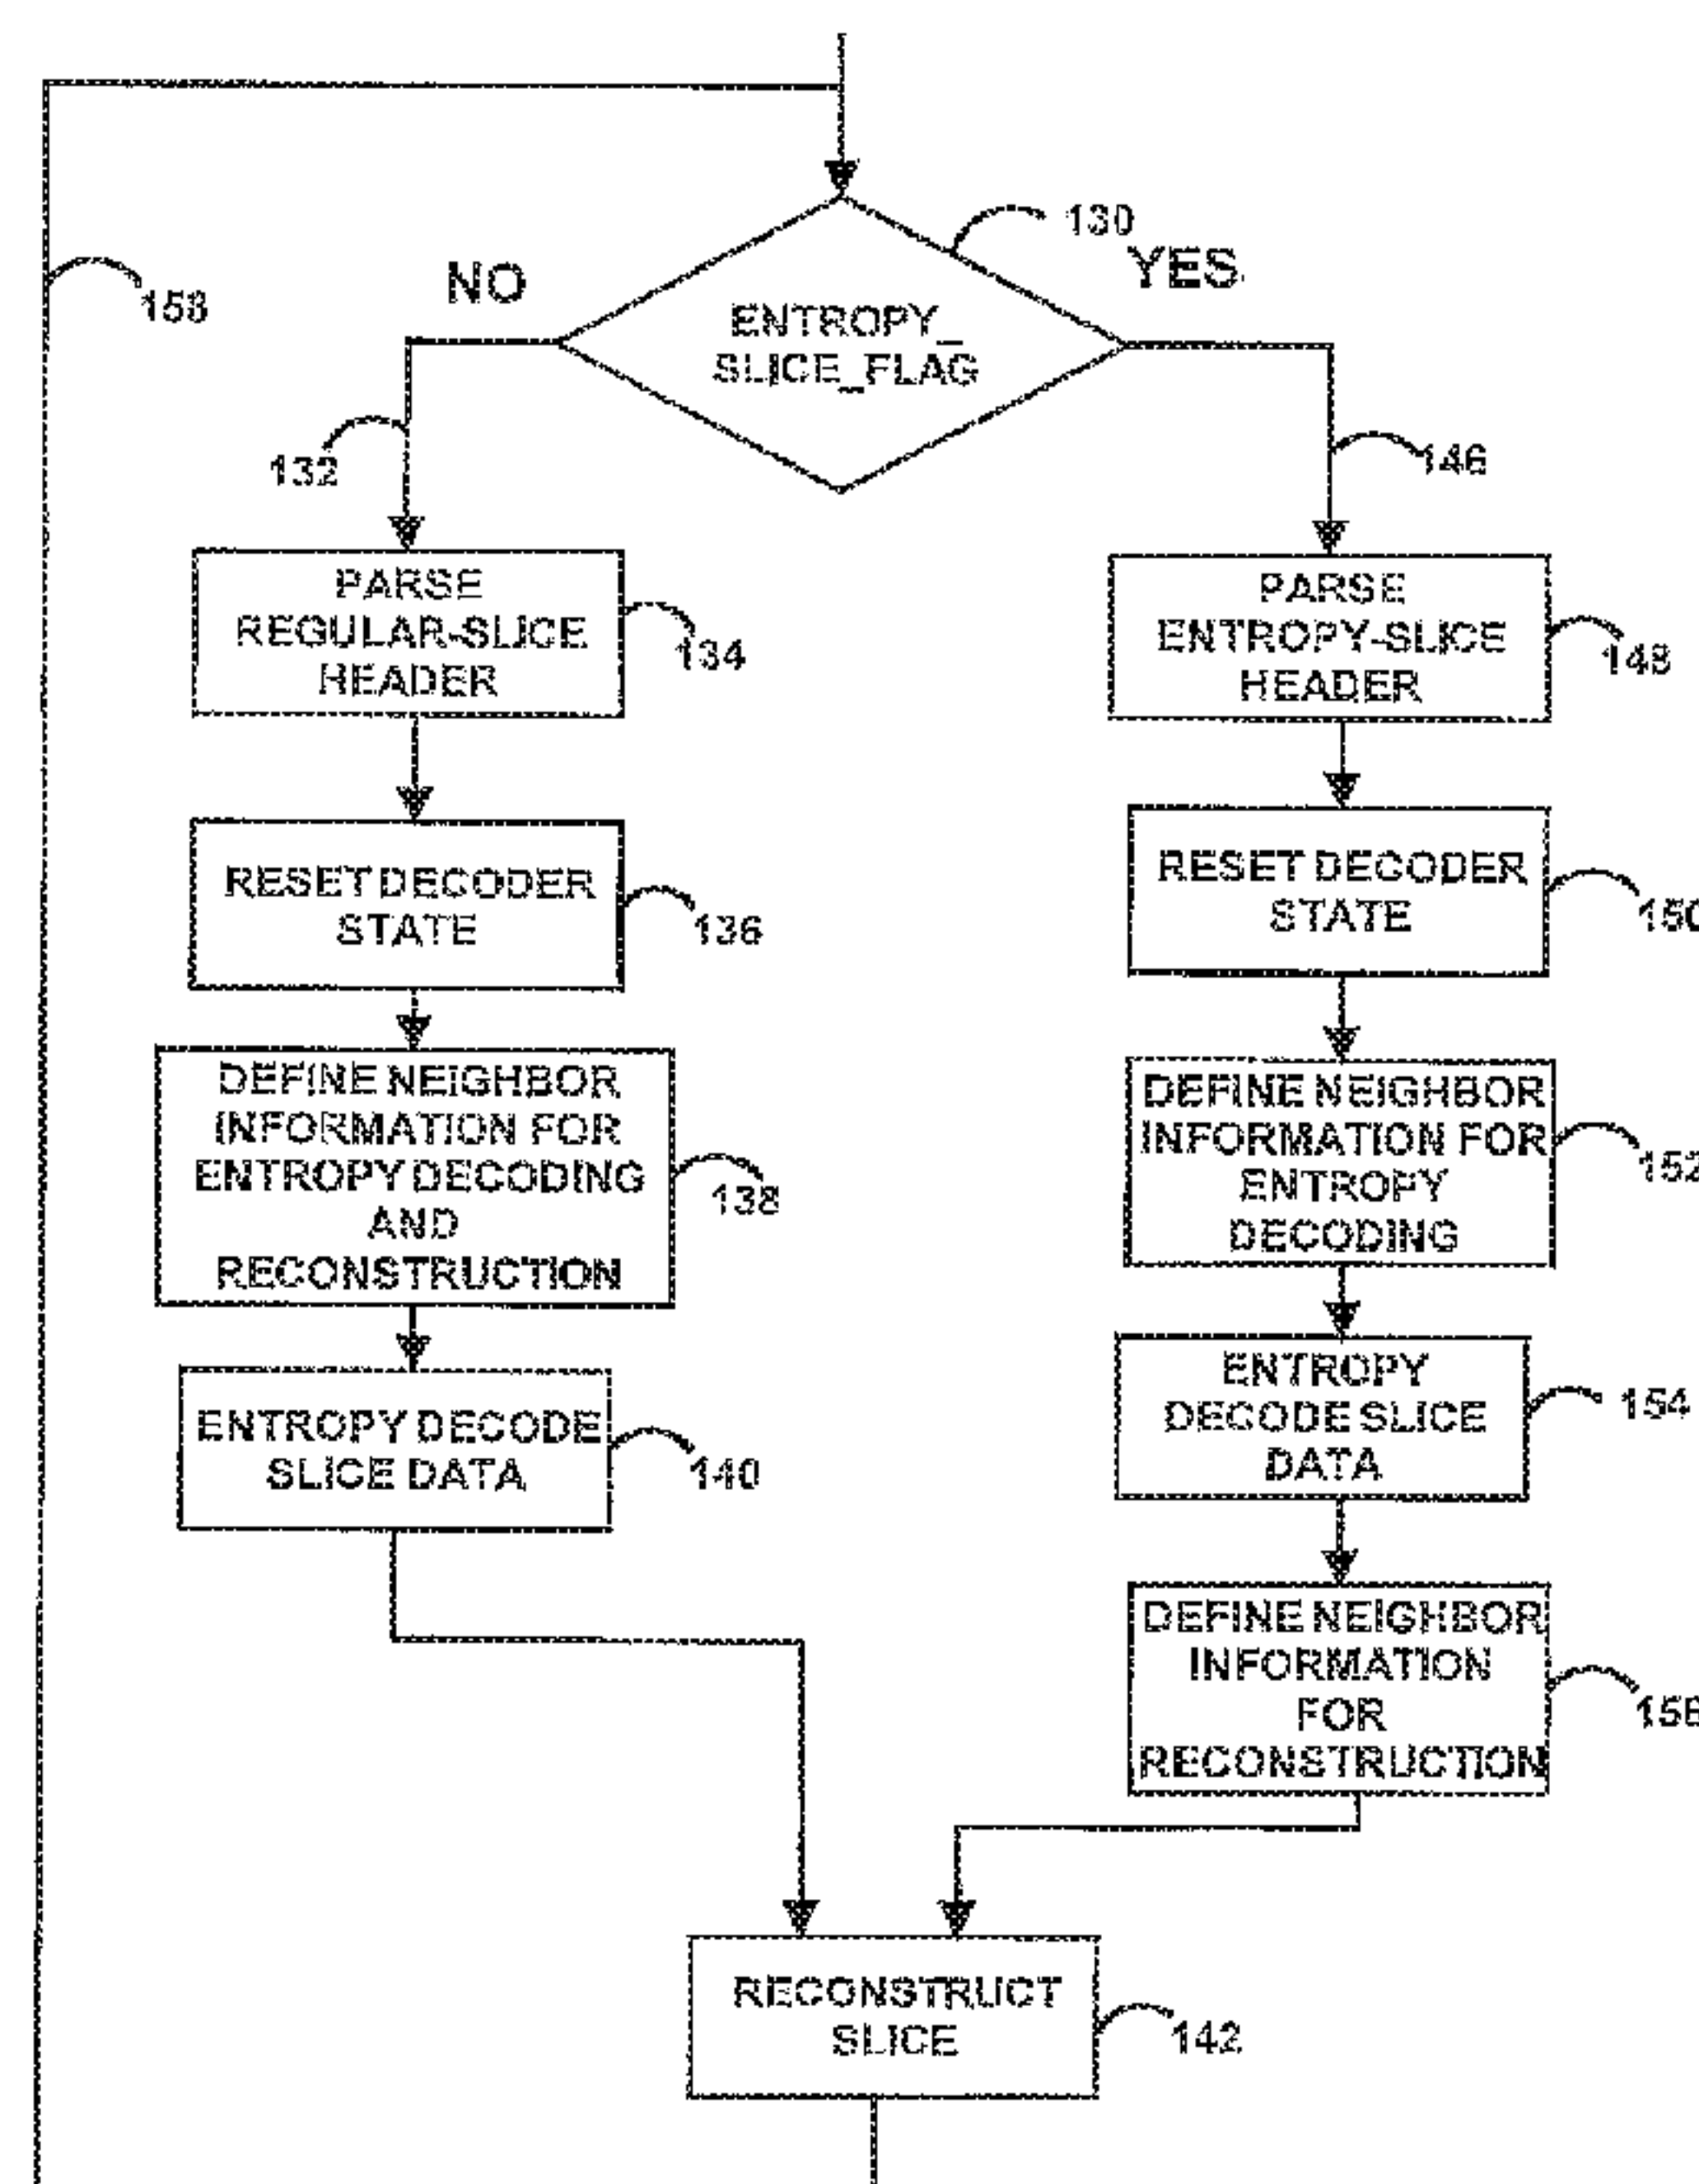 130
YES
NO
158
ENTROPY_
SLICE_FLAG
132
146
PARSE
REGULAR-SLICE
HEADER
134
PARSE
ENTROPY-SLICE
HEADER
148
RESET DECODER
STATE
136
RESET DECODER
STATE
150
DEFINE NEIGHBOR
INFORMATION FOR
ENTROPY DECODING
AND
RECONSTRUCTION
138
DEFINE NEIGHBOR
INFORMATION FOR
ENTROPY
DECODING
152
ENTROPY DECODE
SLICE DATA
140
ENTROPY
DECODE SLICE
DATA
154
DEFINE NEIGHBOR
INFORMATION
FOR
RECONSTRUCTION
156
RECONSTRUCT
SLICE
142